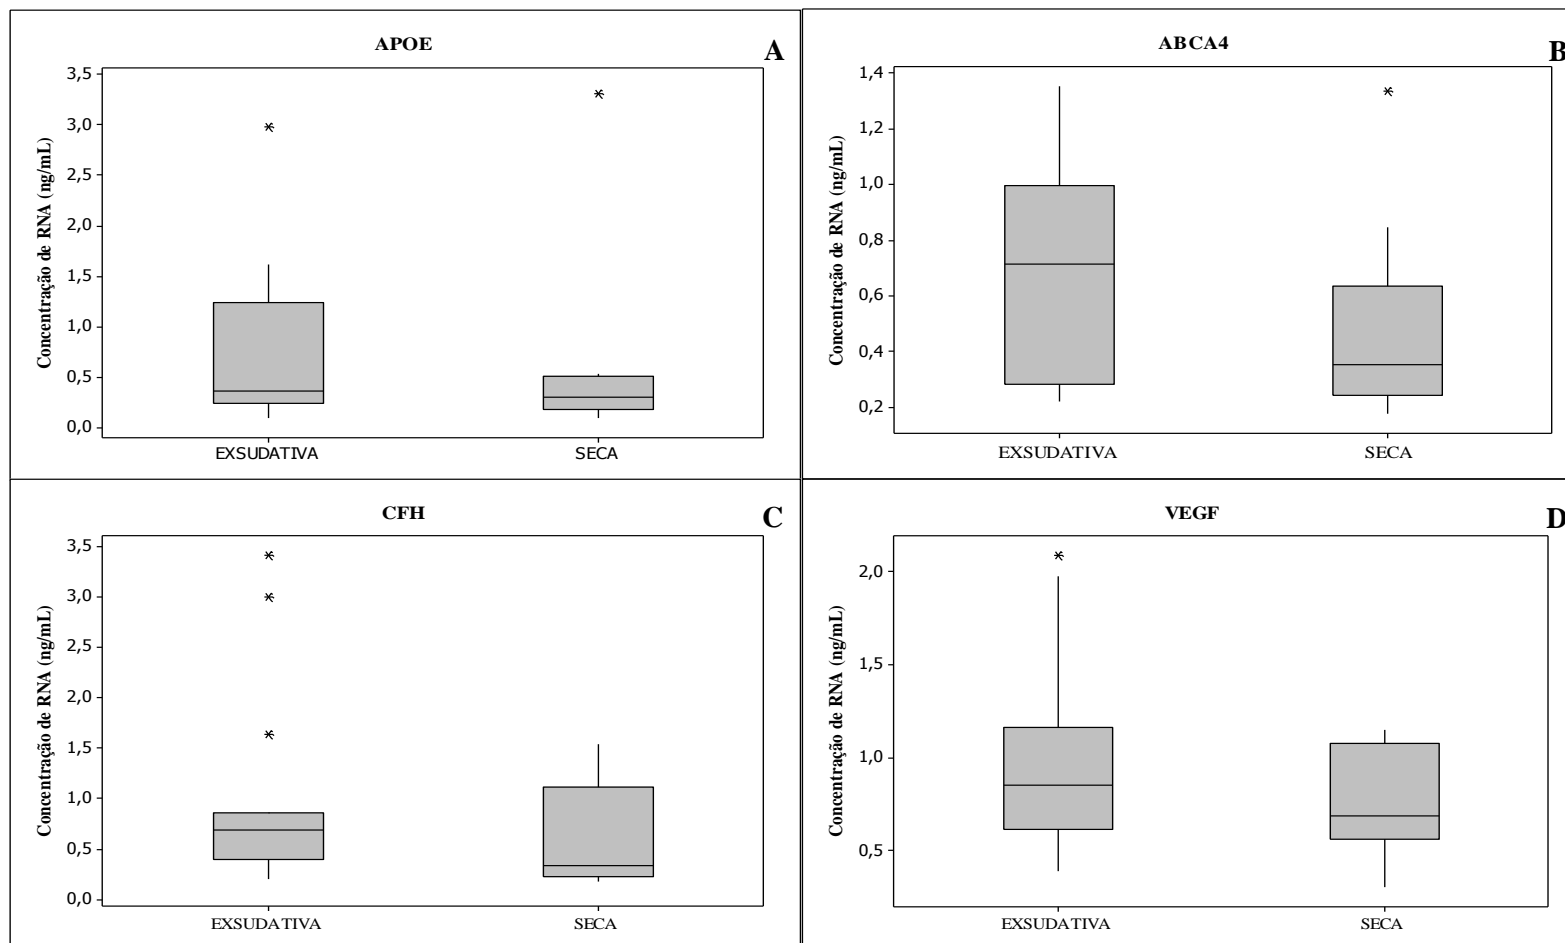 APOE
A
Concentração de RNA (ng/mL)
3,5
3,0
2,5
2,0
1,5
1,0
0,5
0,0
EXSUDATIVA SECA
ABCA4
B
Concentração de RNA (ng/mL)
1,4
1,2
1,0
0,8
0,6
0,4
0,2
EXSUDATIVA SECA
CFH
C
Concentração de RNA (ng/mL)
3,5
3,0
2,5
2,0
1,5
1,0
0,5
0,0
EXSUDATIVA SECA
VEGF
D
Concentração de RNA (ng/mL)
2,0
1,5
1,0
0,5
EXSUDATIVA SECA